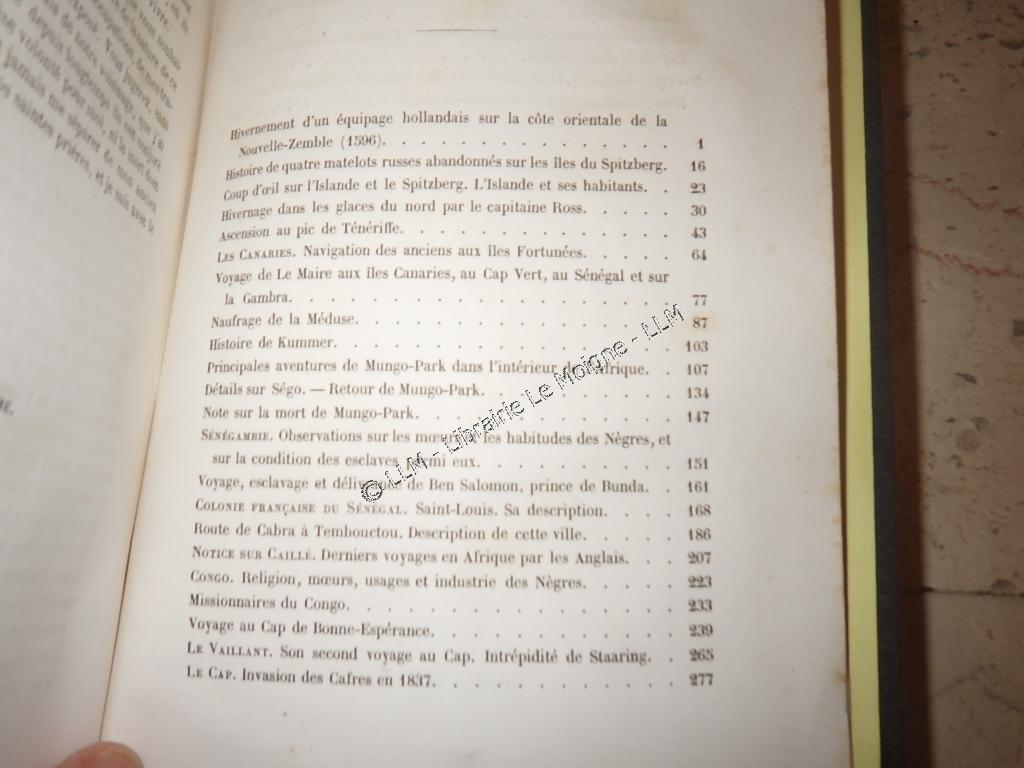 Hivernement d'un équipage hollandais sur la côte orientale de la
Nouvelle-Zemble (1596). . . . . . . . . . . . . 1
Histoire de quatre matelots russes abandonnés sur les îles du Spitzberg. 16
Coup d'œil sur l'Islande et le Spitzberg. L'Islande et ses habitants. . 23
Hivernage dans les glaces du nord par le capitaine Ross. . . . . 30
Ascension au pic de Ténériffe. . . . . . . . . . . . 43
LES CANARIES. Navigation des anciens aux îles Fortunées. . . . . 64
Voyage de Le Maire aux îles Canaries, au Cap Vert, au Sénégal et sur
la Gambra. . . . . . . . . . . . . . . . . 77
Naufrage de la Méduse. . . . . . . . . . . . . . 87
Histoire de Kummer. . . . . . . . . . . . . . . 103
Principales aventures de Mungo-Park dans l'intérieur de l'Afrique. . 107
Détails sur Ségo. — Retour de Mungo-Park. . . . . . . . . 134
Note sur la mort de Mungo-Park. . . . . . . . . . . . 147
SÉNÉGAMBIE. Observations sur les mœurs et les habitudes des Nègres, et
sur la condition des esclaves parmi eux. . . . . . . . . 151
Voyage, esclavage et délivrance de Ben Salomon, prince de Bunda. . 161
COLONIE FRANÇAISE DU SÉNÉGAL. Saint-Louis. Sa description. . . . 168
Route de Cabra à Tembouctou. Description de cette ville. . . . . 186
NOTICE SUR CAILLÉ. Derniers voyages en Afrique par les Anglais. . . 207
CONGO. Religion, mœurs, usages et industrie des Nègres. . . . . 223
Missionnaires du Congo. . . . . . . . . . . . . . 233
Voyage au Cap de Bonne-Espérance. . . . . . . . . . . 239
LE VAILLANT. Son second voyage au Cap. Intrépidité de Staaring. . 265
LE CAP. Invasion des Cafres en 1837. . . . . . . . . . . 277
© LLM - Librairie Le Moigne - LLM